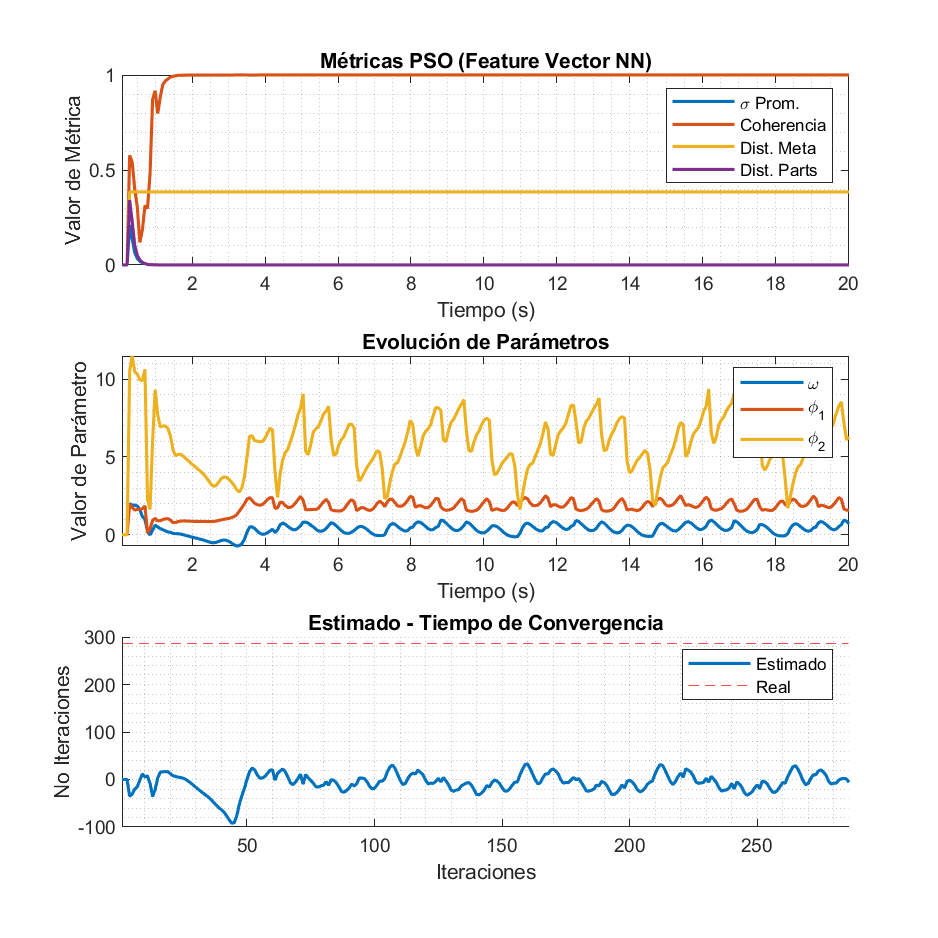 Métricas PSO (Feature Vector NN)
Valor de Métrica
1
0.5
0
σ Prom.
Coherencia
Dist. Meta
Dist. Parts
2 4 6 8 10 12 14 16 18 20
Tiempo (s)
Evolución de Parámetros
Valor de Parámetro
10
5
0
ω
ϕ1
ϕ2
2 4 6 8 10 12 14 16 18 20
Tiempo (s)
Estimado - Tiempo de Convergencia
No Iteraciones
300
200
100
0
-100
Estimado
Real
50 100 150 200 250
Iteraciones